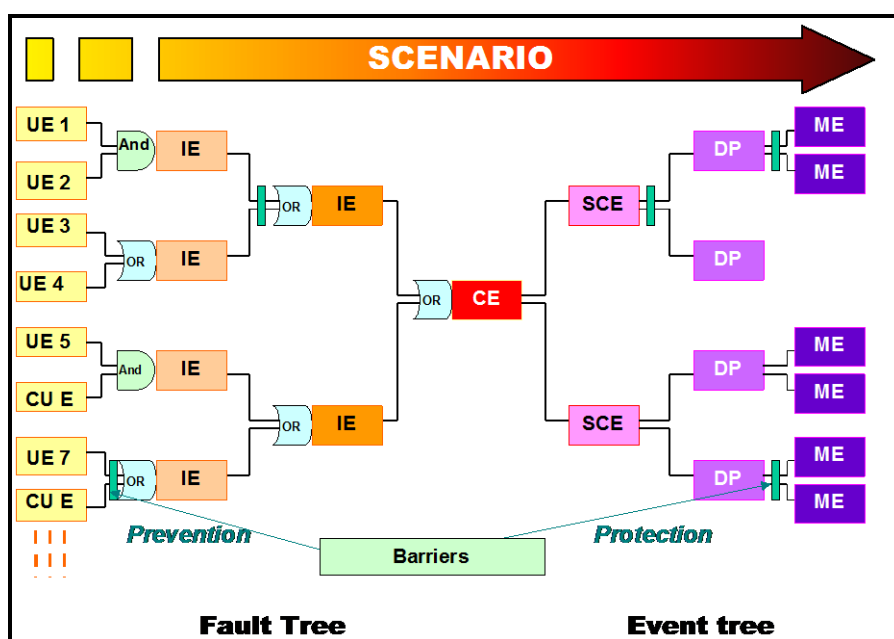 SCENARIO
UE 1
And
IE
UE 2
UE 3
OR
IE
UE 4
OR
IE
UE 5
And
IE
CU E
UE 7
OR
IE
CU E
OR
IE
OR
CE
SCE
DP
ME
ME
DP
SCE
DP
ME
ME
DP
ME
ME
Prevention
Barriers
Protection
Fault Tree
Event tree